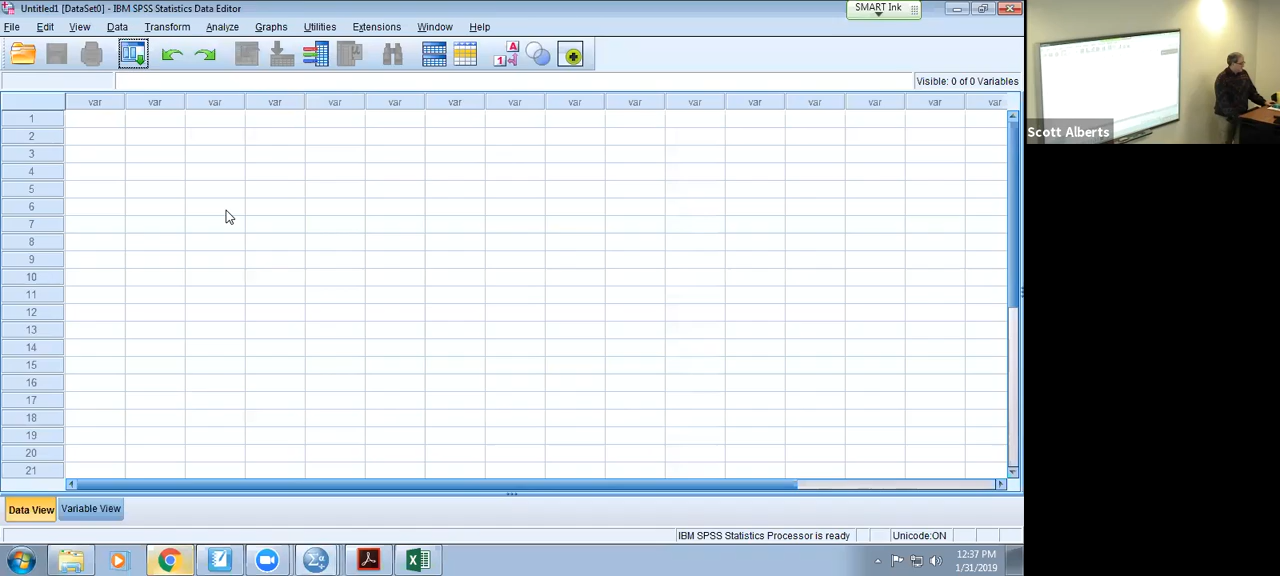 Untitled1 [DataSet0] - IBM SPSS Statistics Data Editor
SMART Ink
File Edit View Data Transform Analyze Graphs Utilities Extensions Window Help
Visible: 0 of 0 Variables
var var var var var var var var var var var var var var var var
1
2
3
4
5
6
7
8
9
10
11
12
13
14
15
16
17
18
19
20
21
Data View Variable View
IBM SPSS Statistics Processor is ready Unicode:ON
12:37 PM
1/31/2019
Scott Alberts